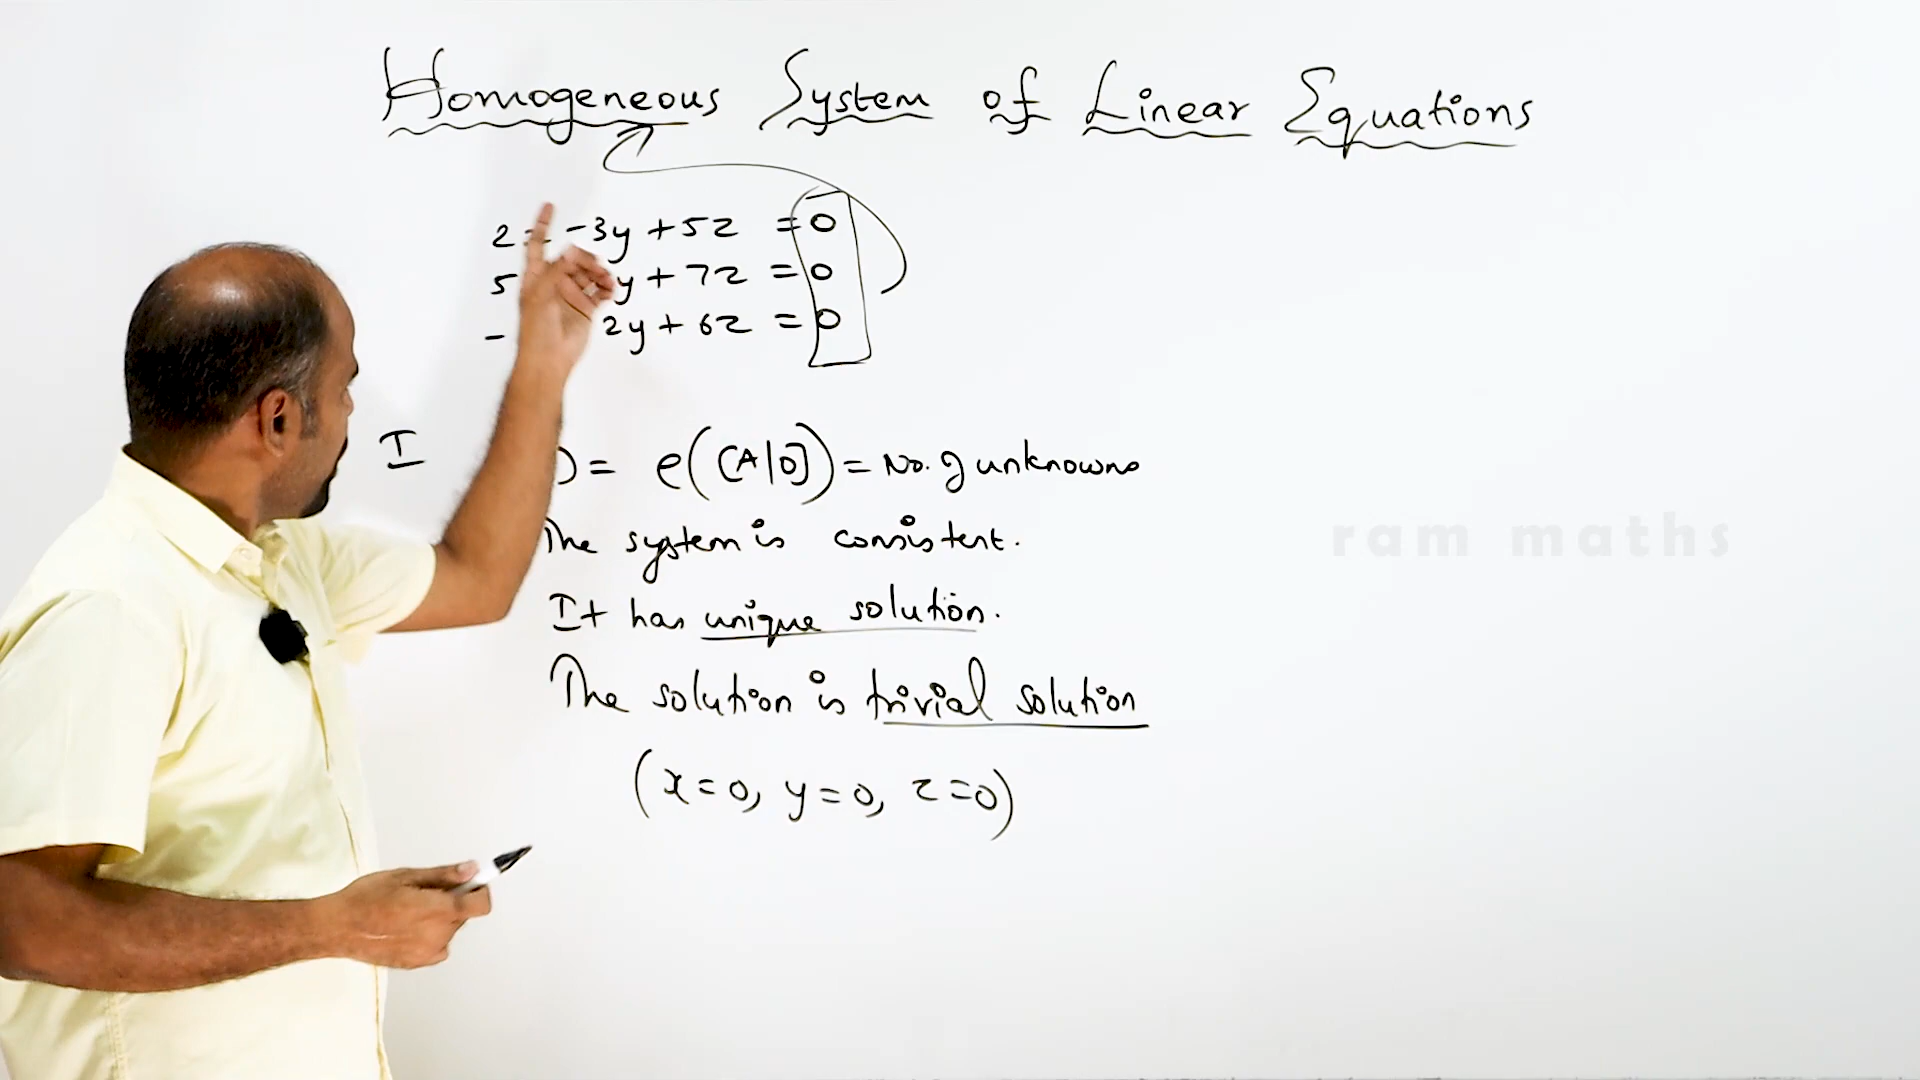 Homogeneous System of Linear Equations
2 -3y + 5z = 0
5 y + 7z = 0
- 2y + 6z = 0
I ) = ρ([A|0]) = No. of unknowns
The system is consistent.
It has unique solution.
The solution is trivial solution
(x=0, y=0, z=0)
ram maths